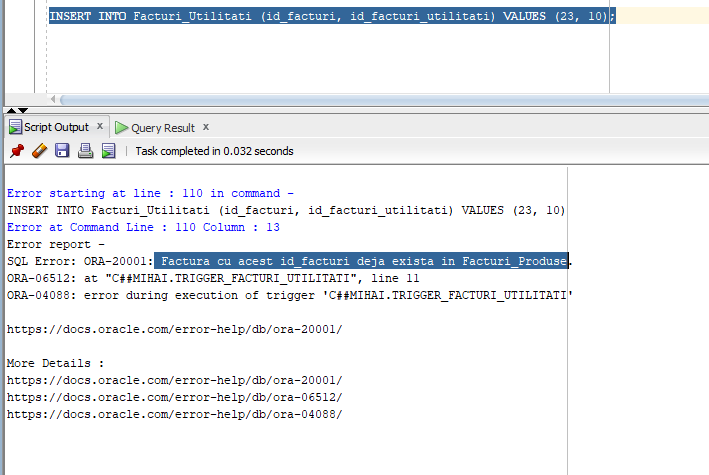 INSERT INTO Facturi_Utilitati (id_facturi, id_facturi_utilitati) VALUES (23, 10);
Script Output x Query Result x
Task completed in 0.032 seconds
Error starting at line : 110 in command -
INSERT INTO Facturi_Utilitati (id_facturi, id_facturi_utilitati) VALUES (23, 10)
Error at Command Line : 110 Column : 13
Error report -
SQL Error: ORA-20001: Factura cu acest id_facturi deja exista in Facturi_Produse.
ORA-06512: at "C##MIHAI.TRIGGER_FACTURI_UTILITATI", line 11
ORA-04088: error during execution of trigger 'C##MIHAI.TRIGGER_FACTURI_UTILITATI'
https://docs.oracle.com/error-help/db/ora-20001/
More Details :
https://docs.oracle.com/error-help/db/ora-20001/
https://docs.oracle.com/error-help/db/ora-06512/
https://docs.oracle.com/error-help/db/ora-04088/